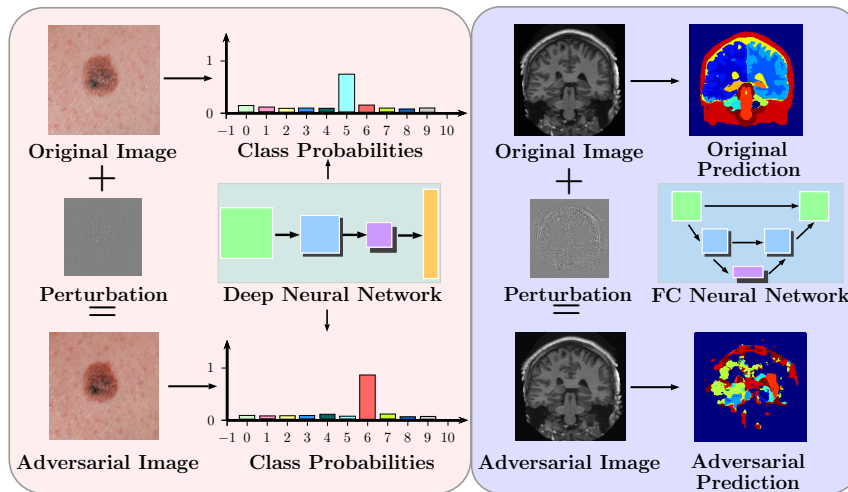 1
0
−1 0 1 2 3 4 5 6 7 8 9 10
Original Image
Class Probabilities
+
Perturbation
Deep Neural Network
=
1
0
−1 0 1 2 3 4 5 6 7 8 9 10
Adversarial Image
Class Probabilities
Original Image
Original
Prediction
+
Perturbation
FC Neural Network
=
Adversarial Image
Adversarial
Prediction